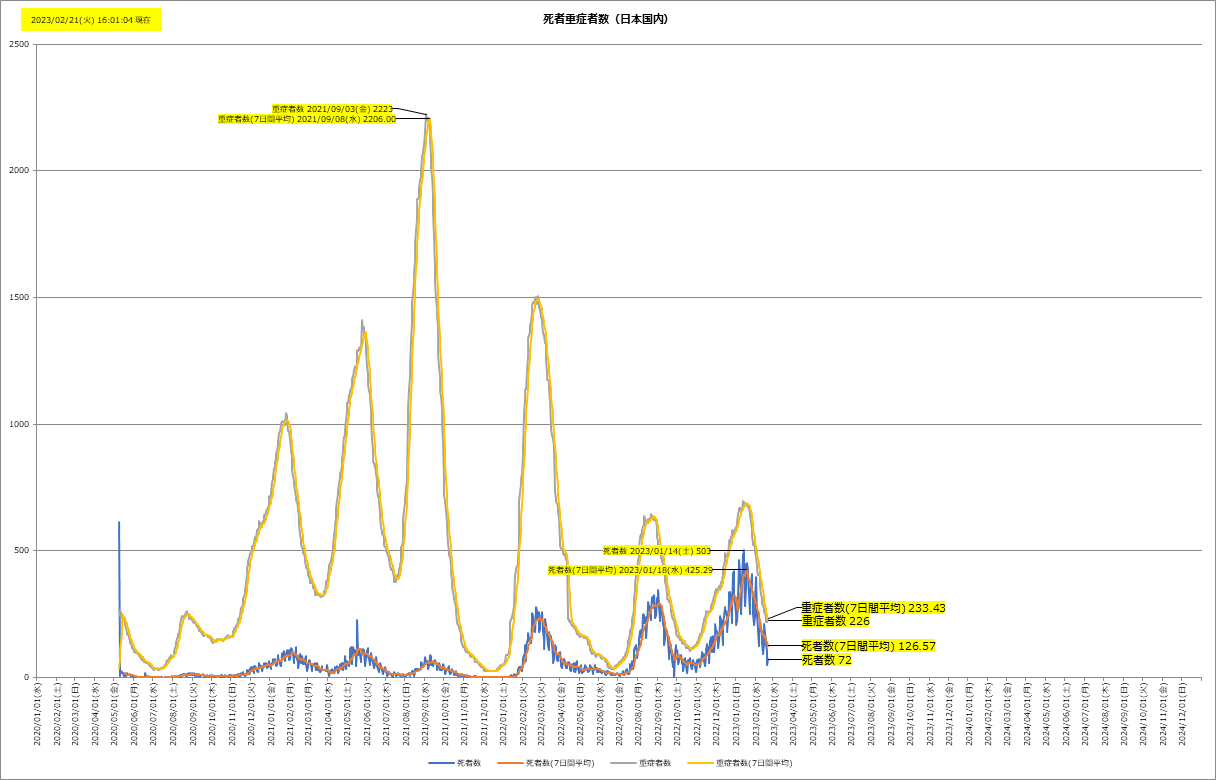 2023/02/21(火) 16:01:04 現在
死者重症者数（日本国内）
2500
2000
1500
1000
500
0
重症者数 2021/09/03(金) 2223
重症者数(7日間平均) 2021/09/08(水) 2206.00
死者数 2023/01/14(土) 503
死者数(7日間平均) 2023/01/18(水) 425.29
重症者数(7日間平均) 233.43
重症者数 226
死者数(7日間平均) 126.57
死者数 72
2020/01/01(水)
2020/02/01(土)
2020/03/01(日)
2020/04/01(水)
2020/05/01(金)
2020/06/01(月)
2020/07/01(水)
2020/08/01(土)
2020/09/01(火)
2020/10/01(木)
2020/11/01(日)
2020/12/01(火)
2021/01/01(金)
2021/02/01(月)
2021/03/01(月)
2021/04/01(木)
2021/05/01(土)
2021/06/01(火)
2021/07/01(木)
2021/08/01(日)
2021/09/01(水)
2021/10/01(金)
2021/11/01(月)
2021/12/01(水)
2022/01/01(土)
2022/02/01(火)
2022/03/01(火)
2022/04/01(金)
2022/05/01(日)
2022/06/01(水)
2022/07/01(金)
2022/08/01(月)
2022/09/01(木)
2022/10/01(土)
2022/11/01(火)
2022/12/01(木)
2023/01/01(日)
2023/02/01(水)
2023/03/01(水)
2023/04/01(土)
2023/05/01(月)
2023/06/01(木)
2023/07/01(土)
2023/08/01(火)
2023/09/01(金)
2023/10/01(日)
2023/11/01(水)
2023/12/01(金)
2024/01/01(月)
2024/02/01(木)
2024/03/01(金)
2024/04/01(月)
2024/05/01(水)
2024/06/01(土)
2024/07/01(月)
2024/08/01(木)
2024/09/01(日)
2024/10/01(火)
2024/11/01(金)
2024/12/01(日)
死者数 死者数(7日間平均) 重症者数 重症者数(7日間平均)